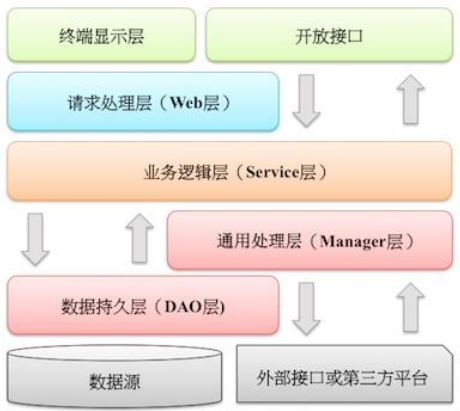 终端显示层
开放接口
请求处理层（Web层）
业务逻辑层（Service层）
通用处理层（Manager层）
数据持久层（DAO层)
数据源
外部接口或第三方平台